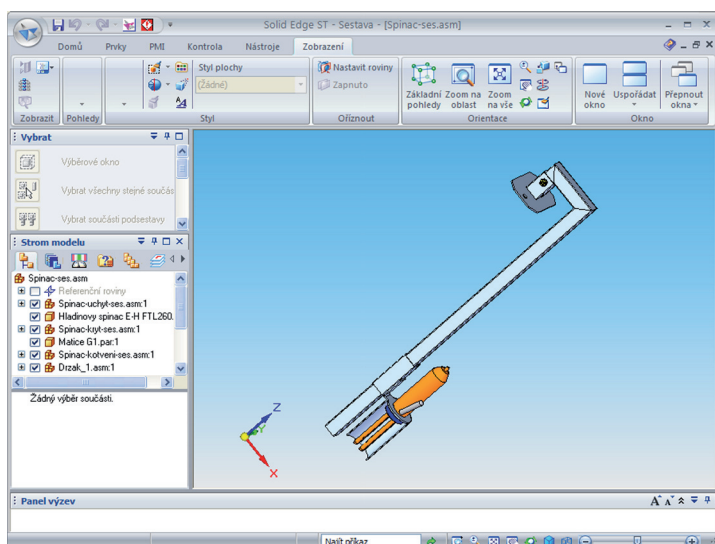 Solid Edge ST - Sestava - [Spinac-ses.asm]
Domů Prvky PMI Kontrola Nástroje Zobrazení
Styl plochy
(Žádné)
Nastavit roviny
Zapnuto
Základní pohledy
Zoom na oblast
Zoom na vše
Nové okno
Uspořádat
Přepnout okna
Zobrazit Pohledy Styl Oříznout Orientace Okno
Vybrat
Výběrové okno
Vybrat všechny stejné součás
Vybrat součásti podsestavy
Strom modelu
Spinac-ses.asm
Referenční roviny
Spinac-uchyt-ses.asm:1
Hladinovy spinac E-H FTL260.
Spinac-kryt-ses.asm:1
Matice G1.par:1
Spinac-kotveni-ses.asm:1
Drzak_1.asm:1
Žádný výběr součásti.
Z
Y
X
Panel výzev
A A
Najít příkaz